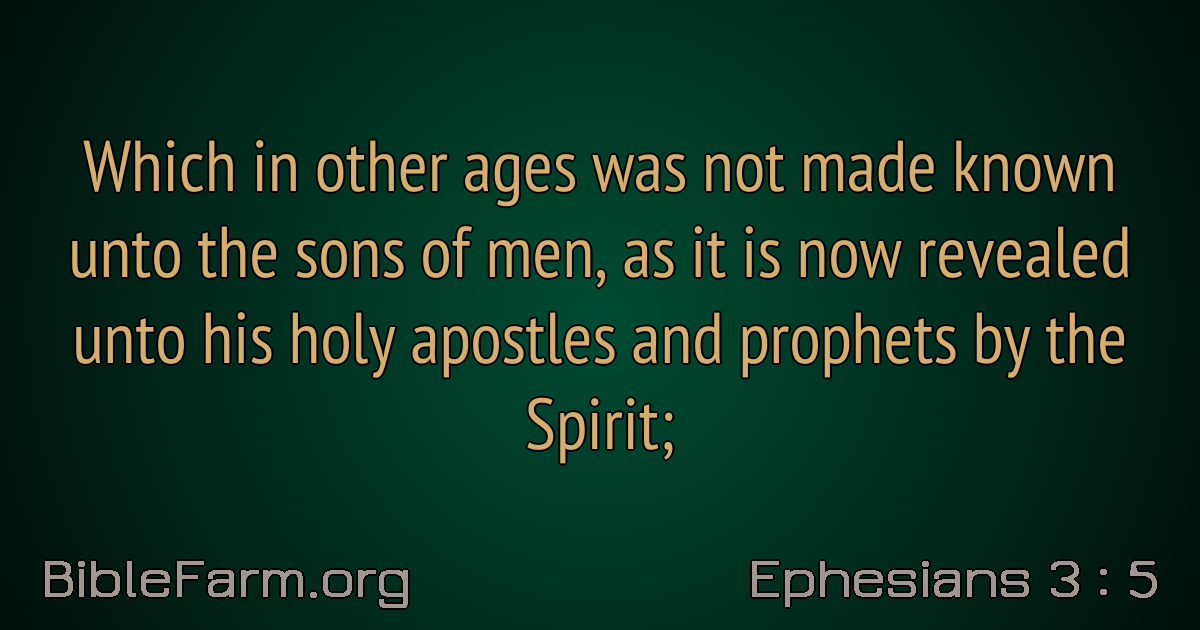 Which in other ages was not made known
unto the sons of men, as it is now revealed
unto his holy apostles and prophets by the
Spirit;
BibleFarm.org
Ephesians 3 : 5